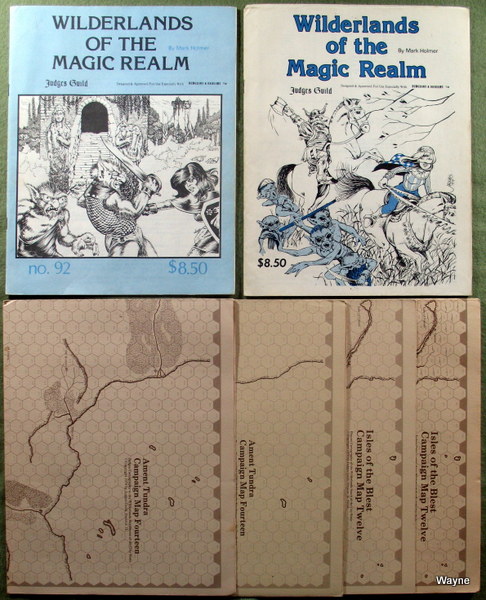 WILDERLANDS
OF THE
MAGIC REALM
By Mark Holmer
Judges Guild
no. 92
$8.50
Wilderlands
of the
Magic Realm
By Mark Holmer
Judges Guild
$8.50
Ament Tundra
Campaign Map Fourteen
Ament Tundra
Campaign Map Fourteen
Isles of the Blest
Campaign Map Twelve
Isles of the Blest
Campaign Map Twelve
Wayne